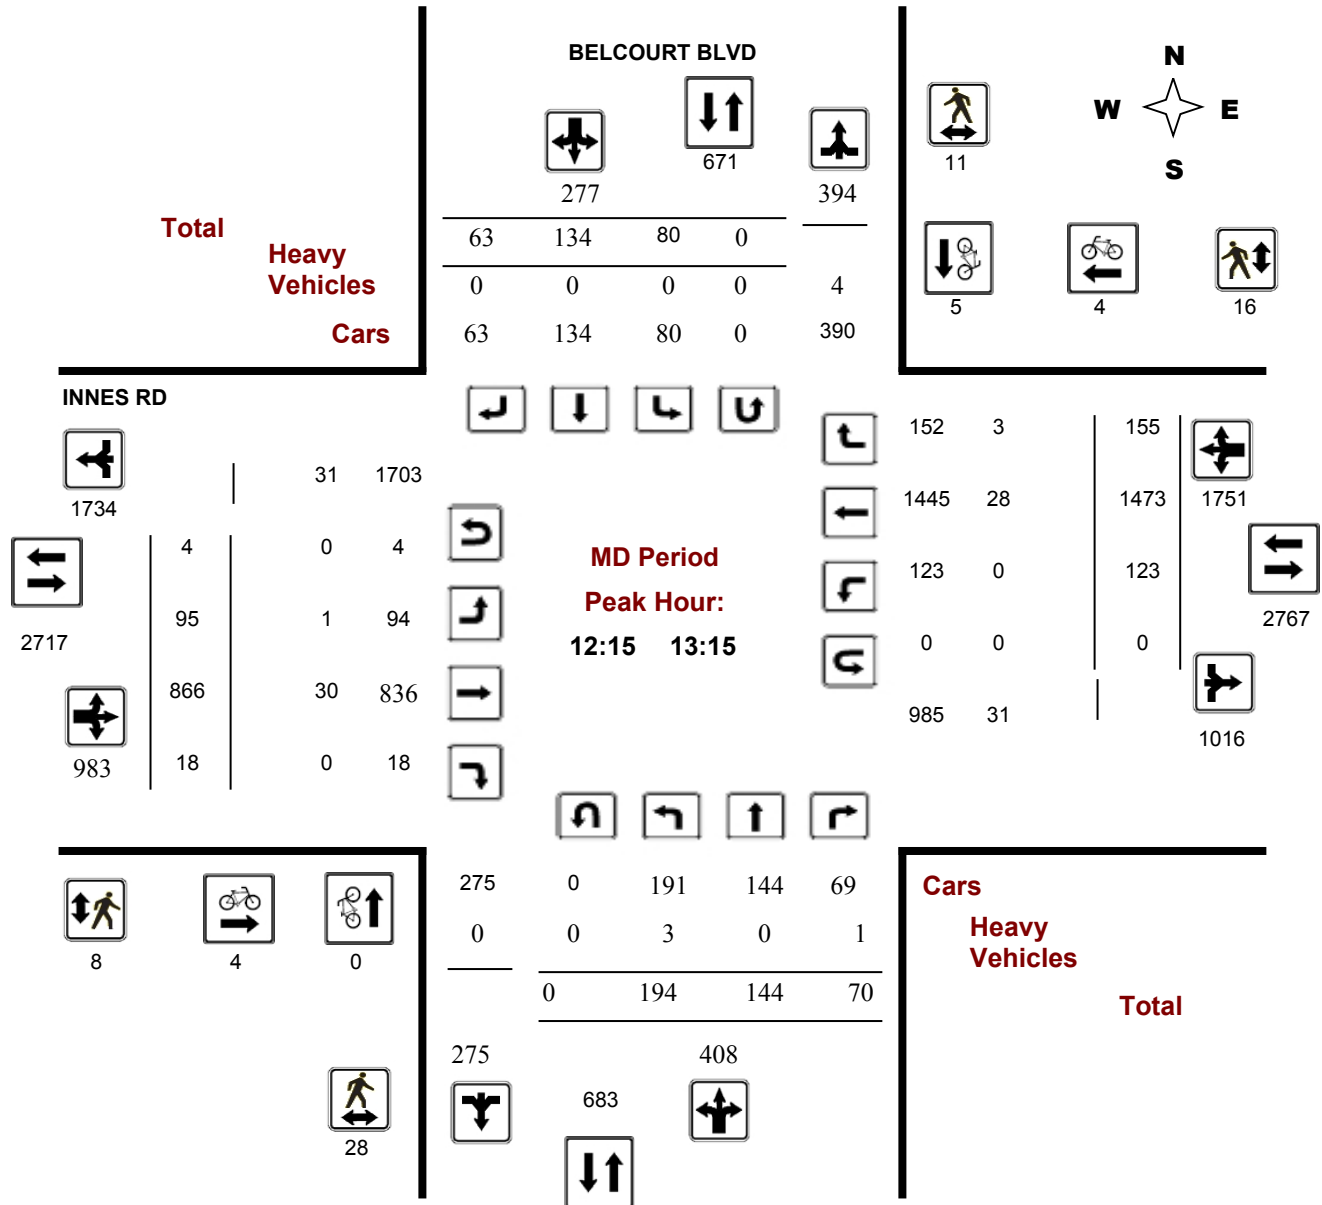 BELCOURT BLVD
N
W E
S
671
11
277
394
Total
63 134 80 0
Heavy
Vehicles
0 0 0 0 4
5 4 16
Cars
63 134 80 0 390
INNES RD
152 3 155
31 1703
1734
1445 28 1473 1751
4 0 4
MD Period
123 0 123
95 1 94
Peak Hour:
2717
12:15 13:15
2767
0 0 0
866 30 836
985 31
1016
983
18 0 18
275 0 191 144 69
Cars
0 0 3 0 1
Heavy
Vehicles
8 4 0
0 194 144 70
Total
275 408
683
28